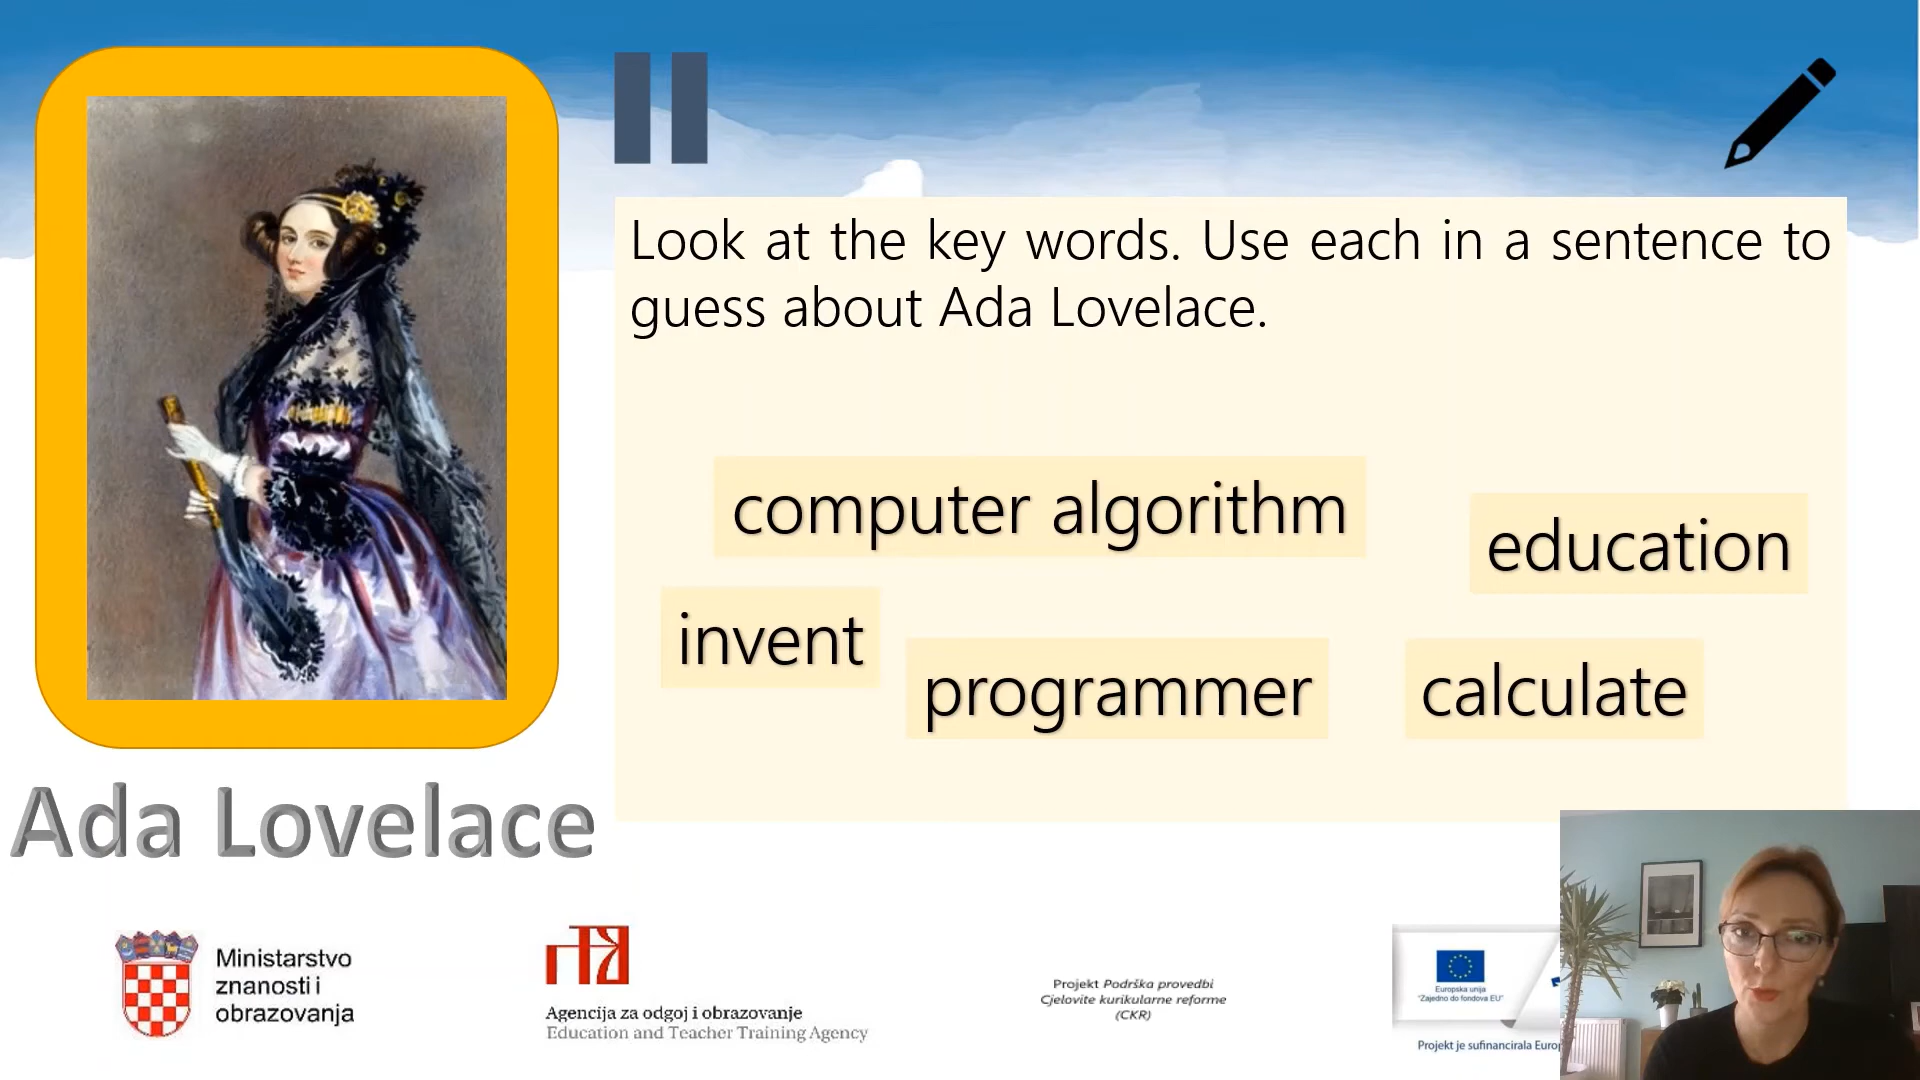 Look at the key words. Use each in a sentence to
guess about Ada Lovelace.
computer algorithm
education
invent
programmer
calculate
Ada Lovelace
Ministarstvo
znanosti i
obrazovanja
Agencija za odgoj i obrazovanje
Education and Teacher Training Agency
Projekt Podrška provedbi
Cjelovite kurikularne reforme
(CKR)
Europska unija
"Zajedno do fondova EU"
Projekt je sufinancirala